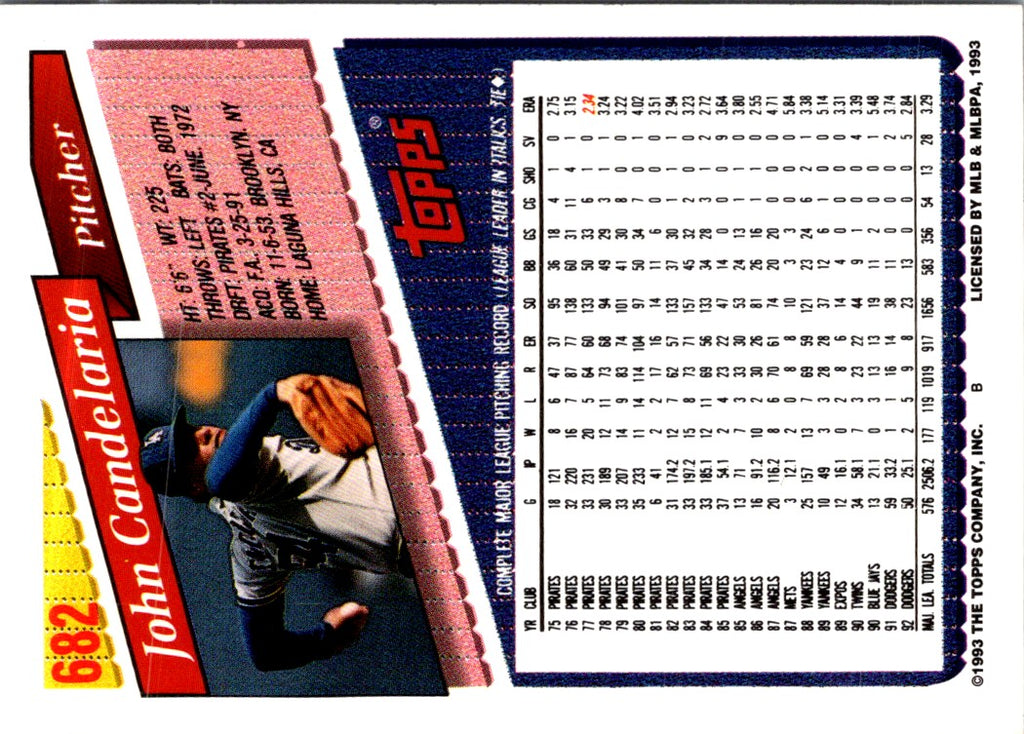 682
John Candelaria
Pitcher
HT: 6'6" WT: 225
THROWS: LEFT BATS: BOTH
DRFT: PIRATES #2-JUNE, 1972
ACQ: F.A. 3-25-91
BORN: 11-6-53, BROOKLYN, NY
HOME: LAGUNA HILLS, CA
TOPPS®
COMPLETE MAJOR LEAGUE PITCHING RECORD (LEAGUE LEADER IN ITALICS, TIE◆)
YR CLUB G IP W L R ER SO BB GS CG SHO SV ERA
75 PIRATES 18 121 8 6 47 37 95 36 18 4 1 0 2.75
76 PIRATES 32 220 16 7 87 77 138 60 31 11 4 1 3.15
77 PIRATES 33 231 20 5 64 60 133 50 33 6 1 0 2.34
78 PIRATES 30 189 12 11 73 68 94 49 29 3 1 1 3.24
79 PIRATES 33 207 14 9 83 74 101 41 30 8 0 0 3.22
80 PIRATES 35 233 11 14 114 104 97 50 34 7 0 1 4.02
81 PIRATES 6 41 2 2 17 16 14 11 6 0 0 0 3.51
82 PIRATES 31 174.2 12 7 62 57 133 37 30 1 1 1 2.94
83 PIRATES 33 197.2 15 8 73 71 157 45 32 2 0 0 3.23
84 PIRATES 33 185.1 12 11 69 56 133 34 28 3 1 2 2.72
85 PIRATES 37 54.1 2 4 23 22 47 14 0 0 0 9 3.64
85 ANGELS 13 71 7 3 33 30 53 24 13 1 1 0 3.80
86 ANGELS 16 91.2 10 2 30 26 81 26 16 1 1 0 2.55
87 ANGELS 20 116.2 8 6 70 61 74 20 20 0 0 0 4.71
87 METS 3 12.1 2 0 8 8 10 3 3 0 0 0 5.84
88 YANKEES 25 157 13 7 69 59 121 23 24 6 2 1 3.38
89 YANKEES 10 49 3 3 28 28 37 12 6 1 0 0 5.14
89 EXPOS 12 16.1 0 2 8 6 14 4 0 0 0 0 3.31
90 TWINS 34 58.1 7 3 23 22 44 9 1 0 0 4 3.39
90 BLUE JAYS 13 21.1 0 3 13 13 19 11 2 0 0 1 5.48
91 DODGERS 59 33.2 1 1 16 14 38 11 0 0 0 2 3.74
92 DODGERS 50 25.1 2 5 9 8 23 13 0 0 0 5 2.84
MAJ. LEA. TOTALS 576 2506.2 177 119 1019 917 1656 583 356 54 13 28 3.29
©1993 THE TOPPS COMPANY, INC. B LICENSED BY MLB & MLBPA, 1993